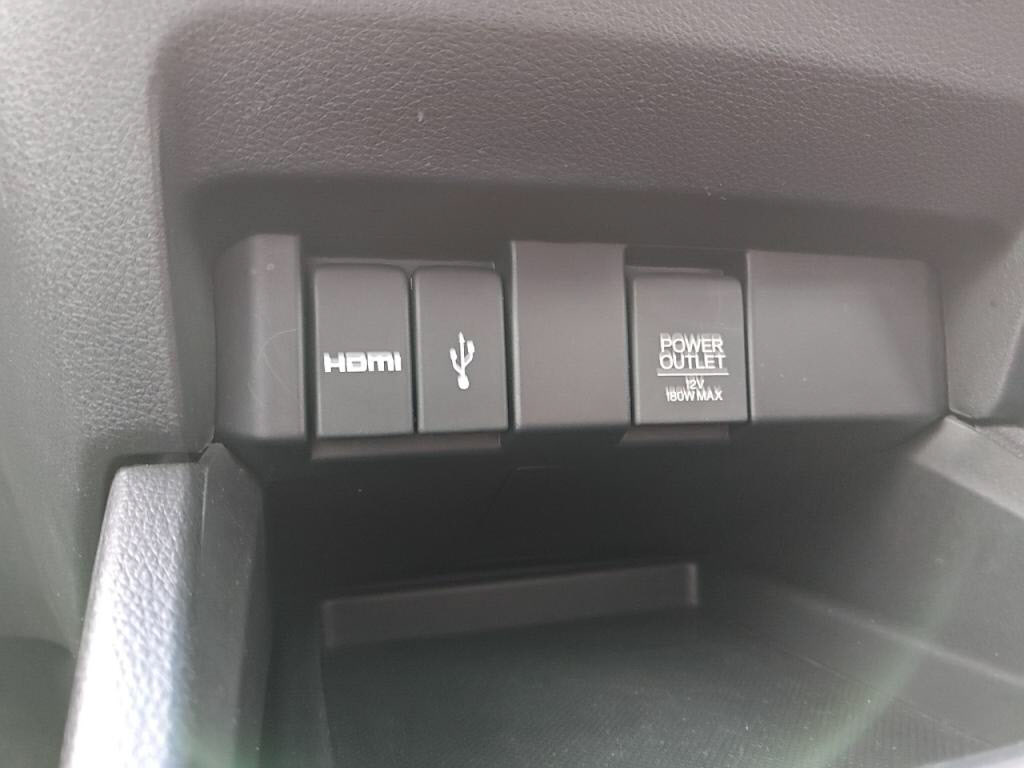 HDMI
POWER
OUTLET
12V
180W MAX